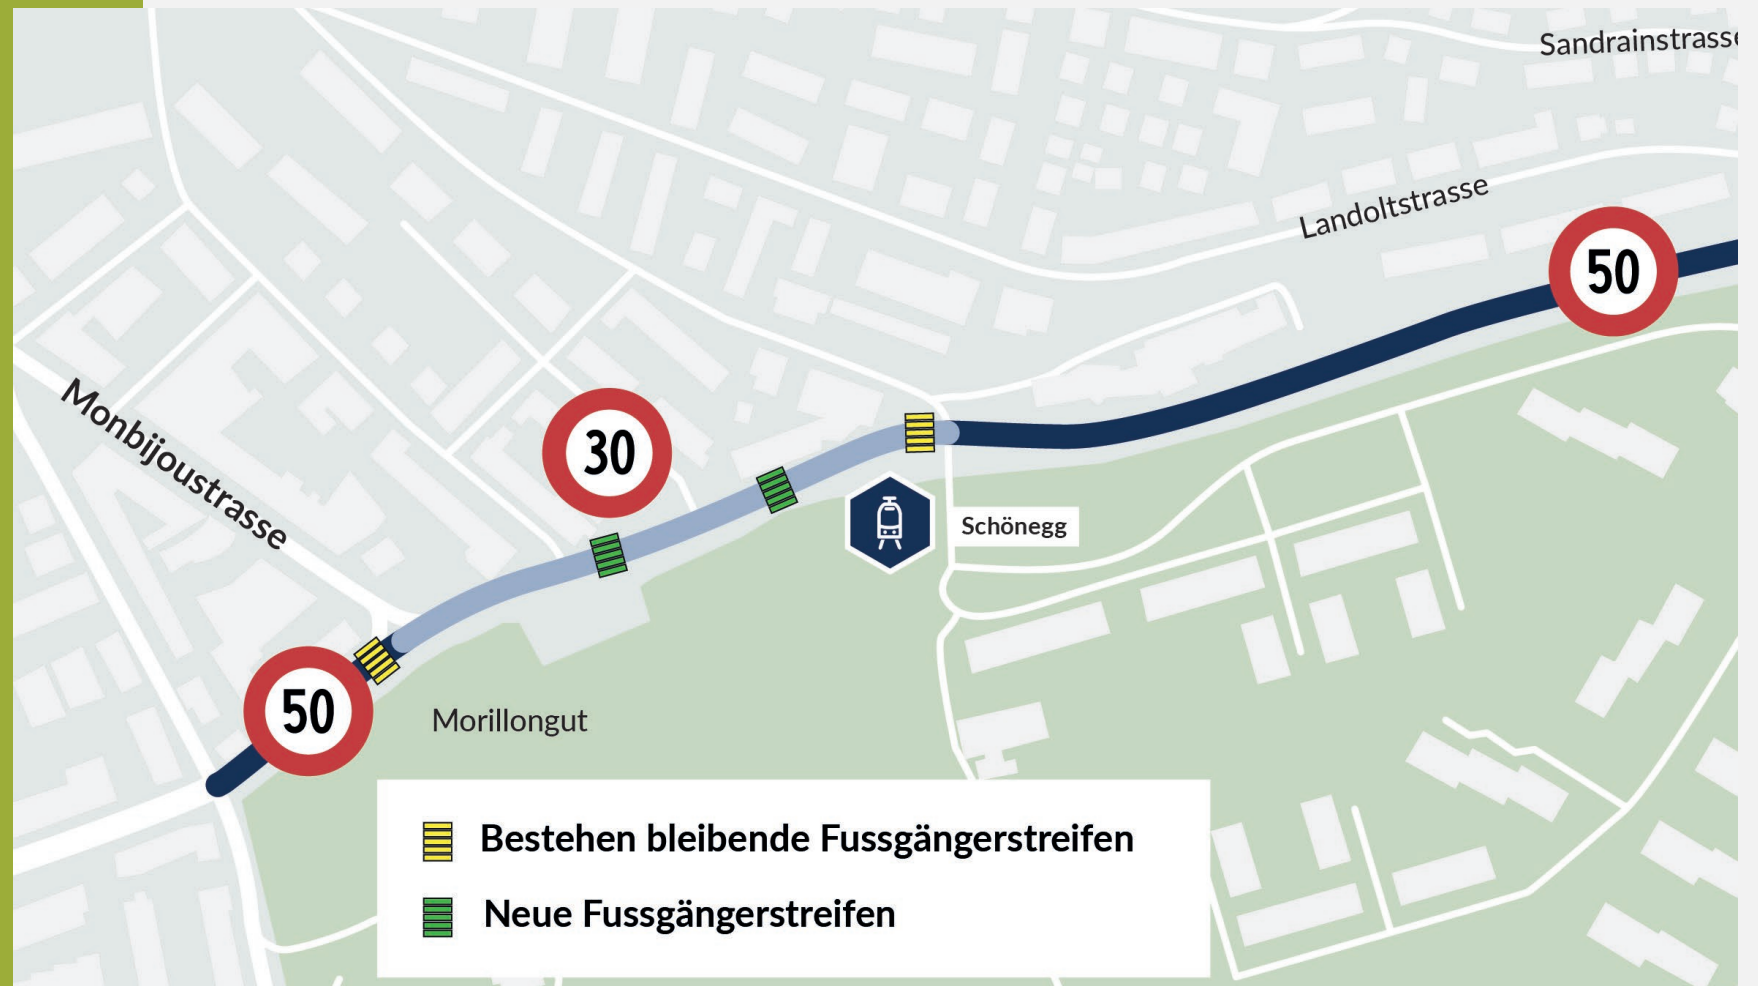 Sandrainstrasse
Landoltstrasse
50
Monbijoustrasse
30
Schönegg
50
Morillongut
Bestehen bleibende Fussgängerstreifen
Neue Fussgängerstreifen